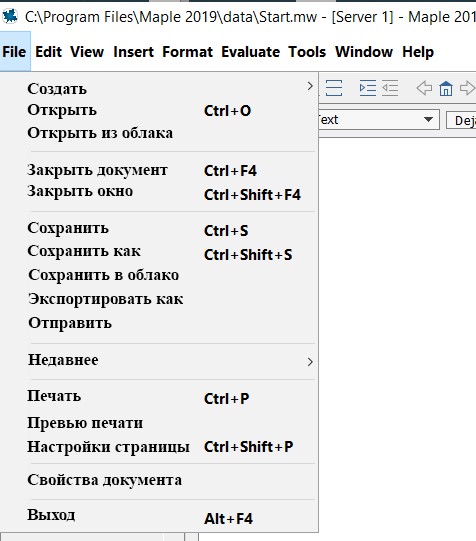 C:\Program Files\Maple 2019\data\Start.mw - [Server 1] - Maple 201
File Edit View Insert Format Evaluate Tools Window Help
Создать
Открыть Ctrl+O
Открыть из облака
Закрыть документ Ctrl+F4
Закрыть окно Ctrl+Shift+F4
Сохранить Ctrl+S
Сохранить как Ctrl+Shift+S
Сохранить в облако
Экспортировать как
Отправить
Недавнее
Печать Ctrl+P
Превью печати
Настройки страницы Ctrl+Shift+P
Свойства документа
Выход Alt+F4